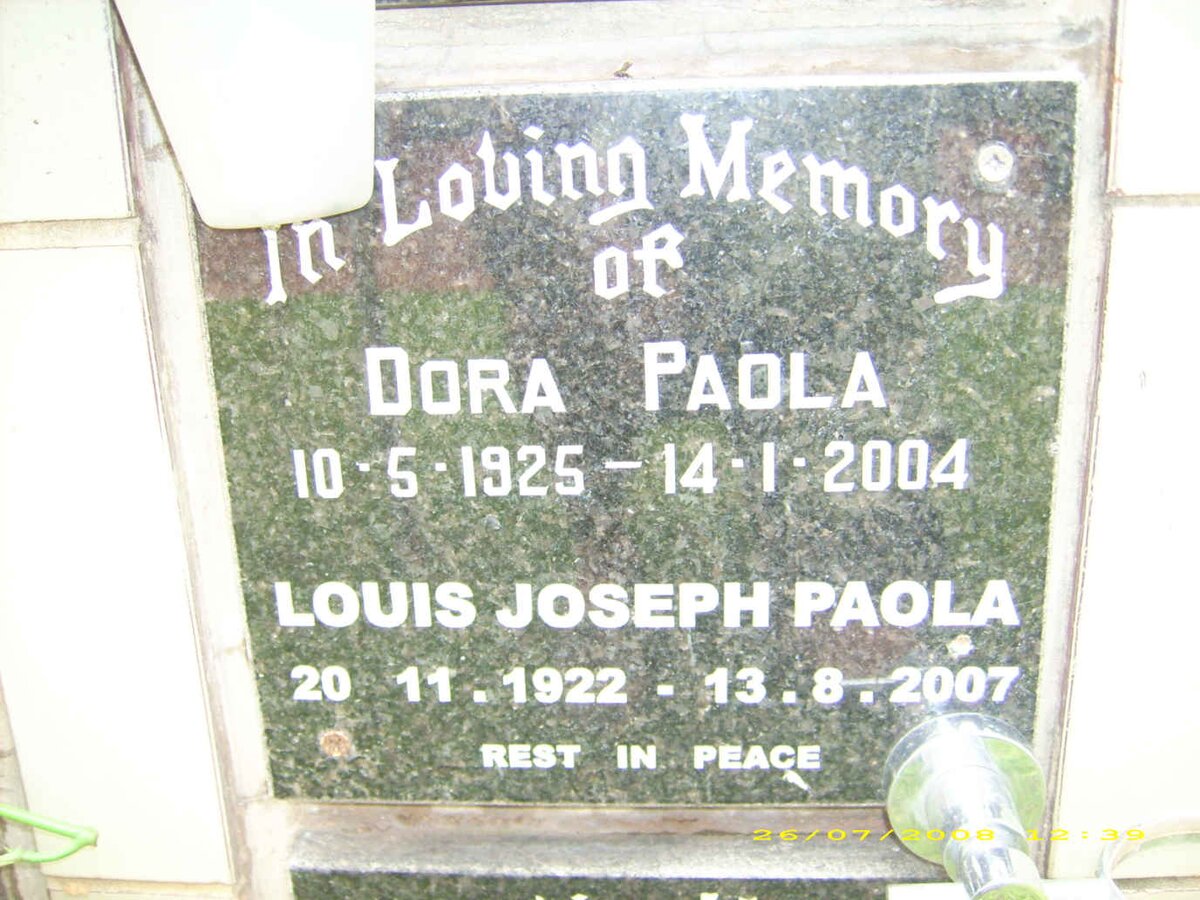 In Loving Memory
of
DORA PAOLA
10-5-1925 — 14-1-2004
LOUIS JOSEPH PAOLA
20 11.1922 - 13.8.2007
REST IN PEACE
26/07/2008 12:39